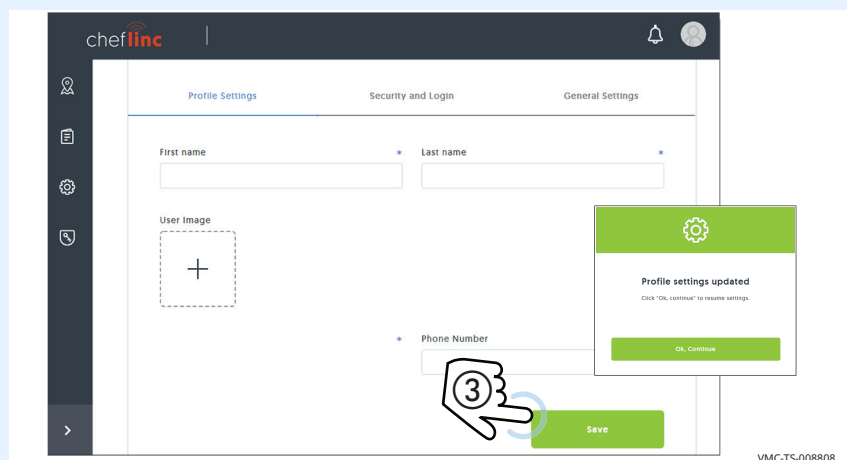 cheflinc
Profile Settings
Security and Login
General Settings
First name *
Last name *
User Image
Profile settings updated
Click "Ok, continue" to resume settings.
Ok, Continue
* Phone Number
3
Save
VMC-TS-008808